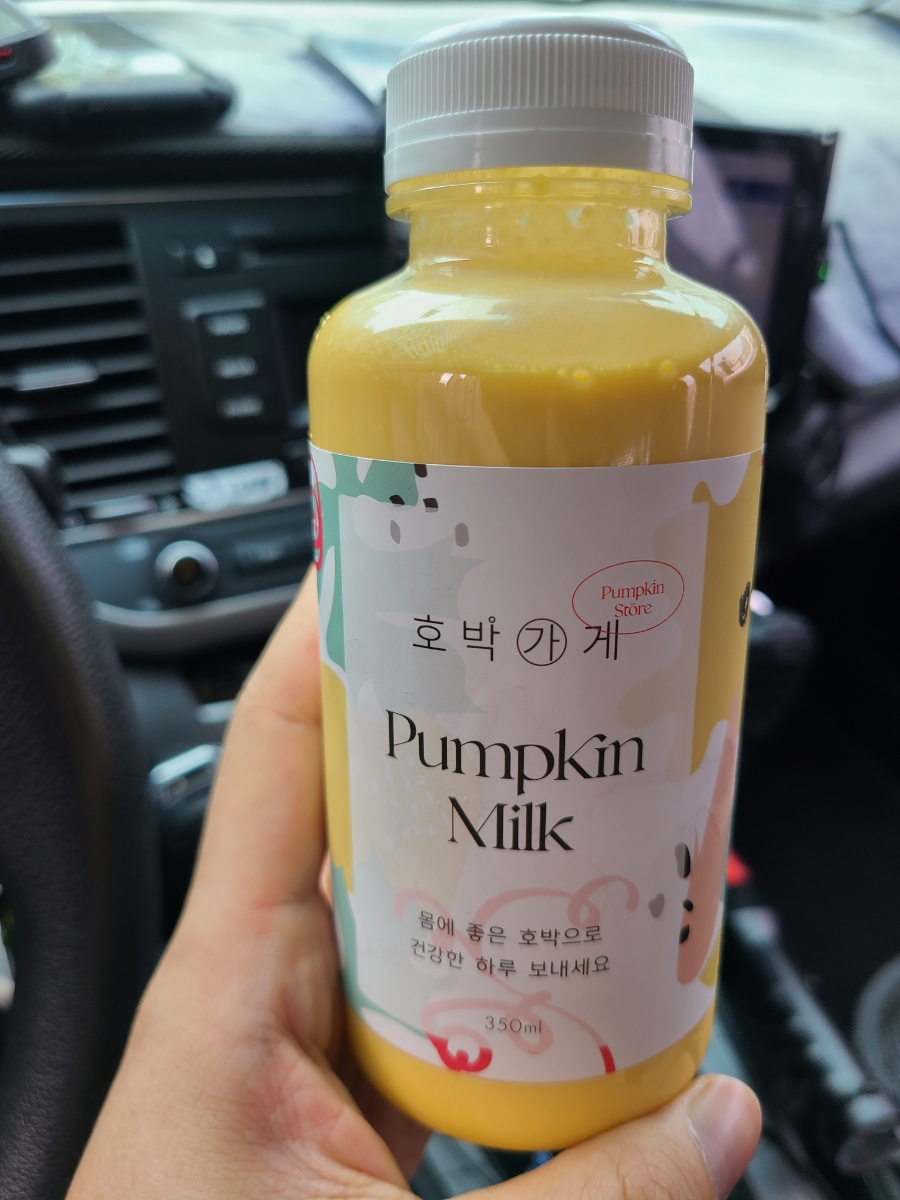 Pumpkin
Störe
호박가게
Pumpkin
Milk
몸에 좋은 호박으로
건강한 하루 보내세요
350ml